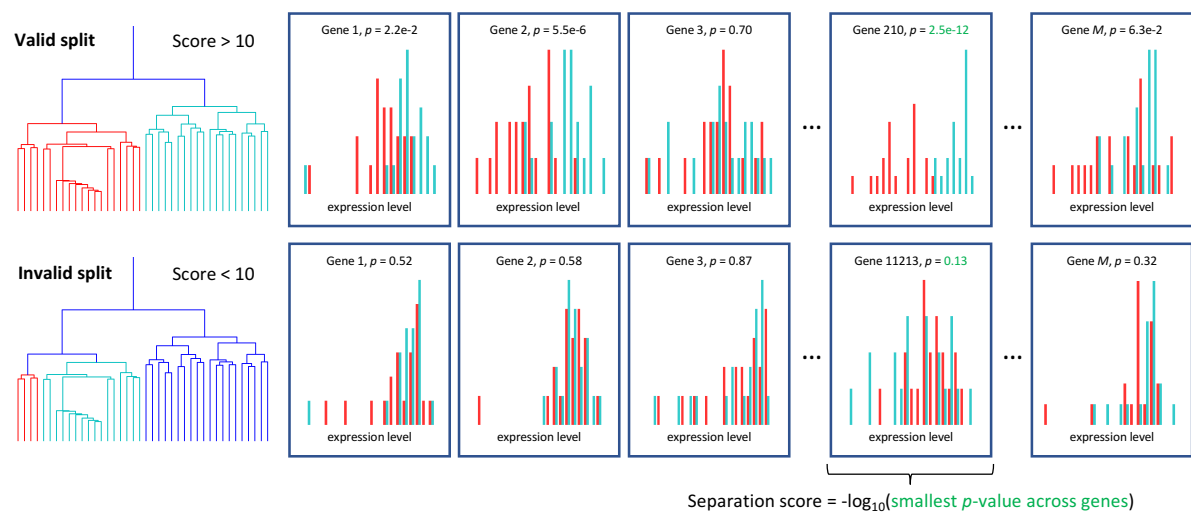 Valid split
Score > 10
Gene 1, p = 2.2e-2
expression level
Gene 2, p = 5.5e-6
expression level
Gene 3, p = 0.70
expression level
...
Gene 210, p = 2.5e-12
expression level
...
Gene M, p = 6.3e-2
expression level
Invalid split
Score < 10
Gene 1, p = 0.52
expression level
Gene 2, p = 0.58
expression level
Gene 3, p = 0.87
expression level
...
Gene 11213, p = 0.13
expression level
...
Gene M, p = 0.32
expression level
Separation score = -log10(smallest p-value across genes)